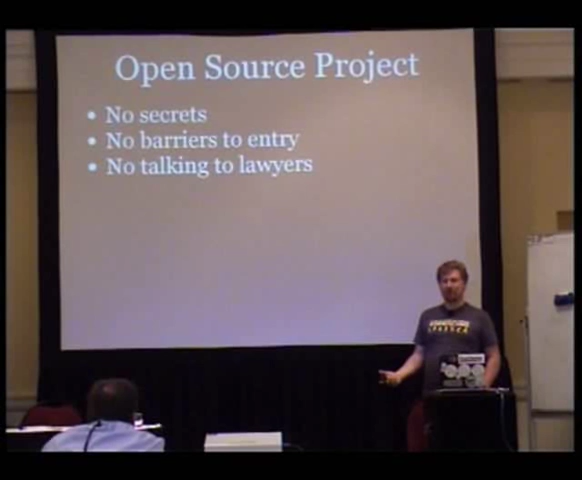 Open Source Project
• No secrets
• No barriers to entry
• No talking to lawyers